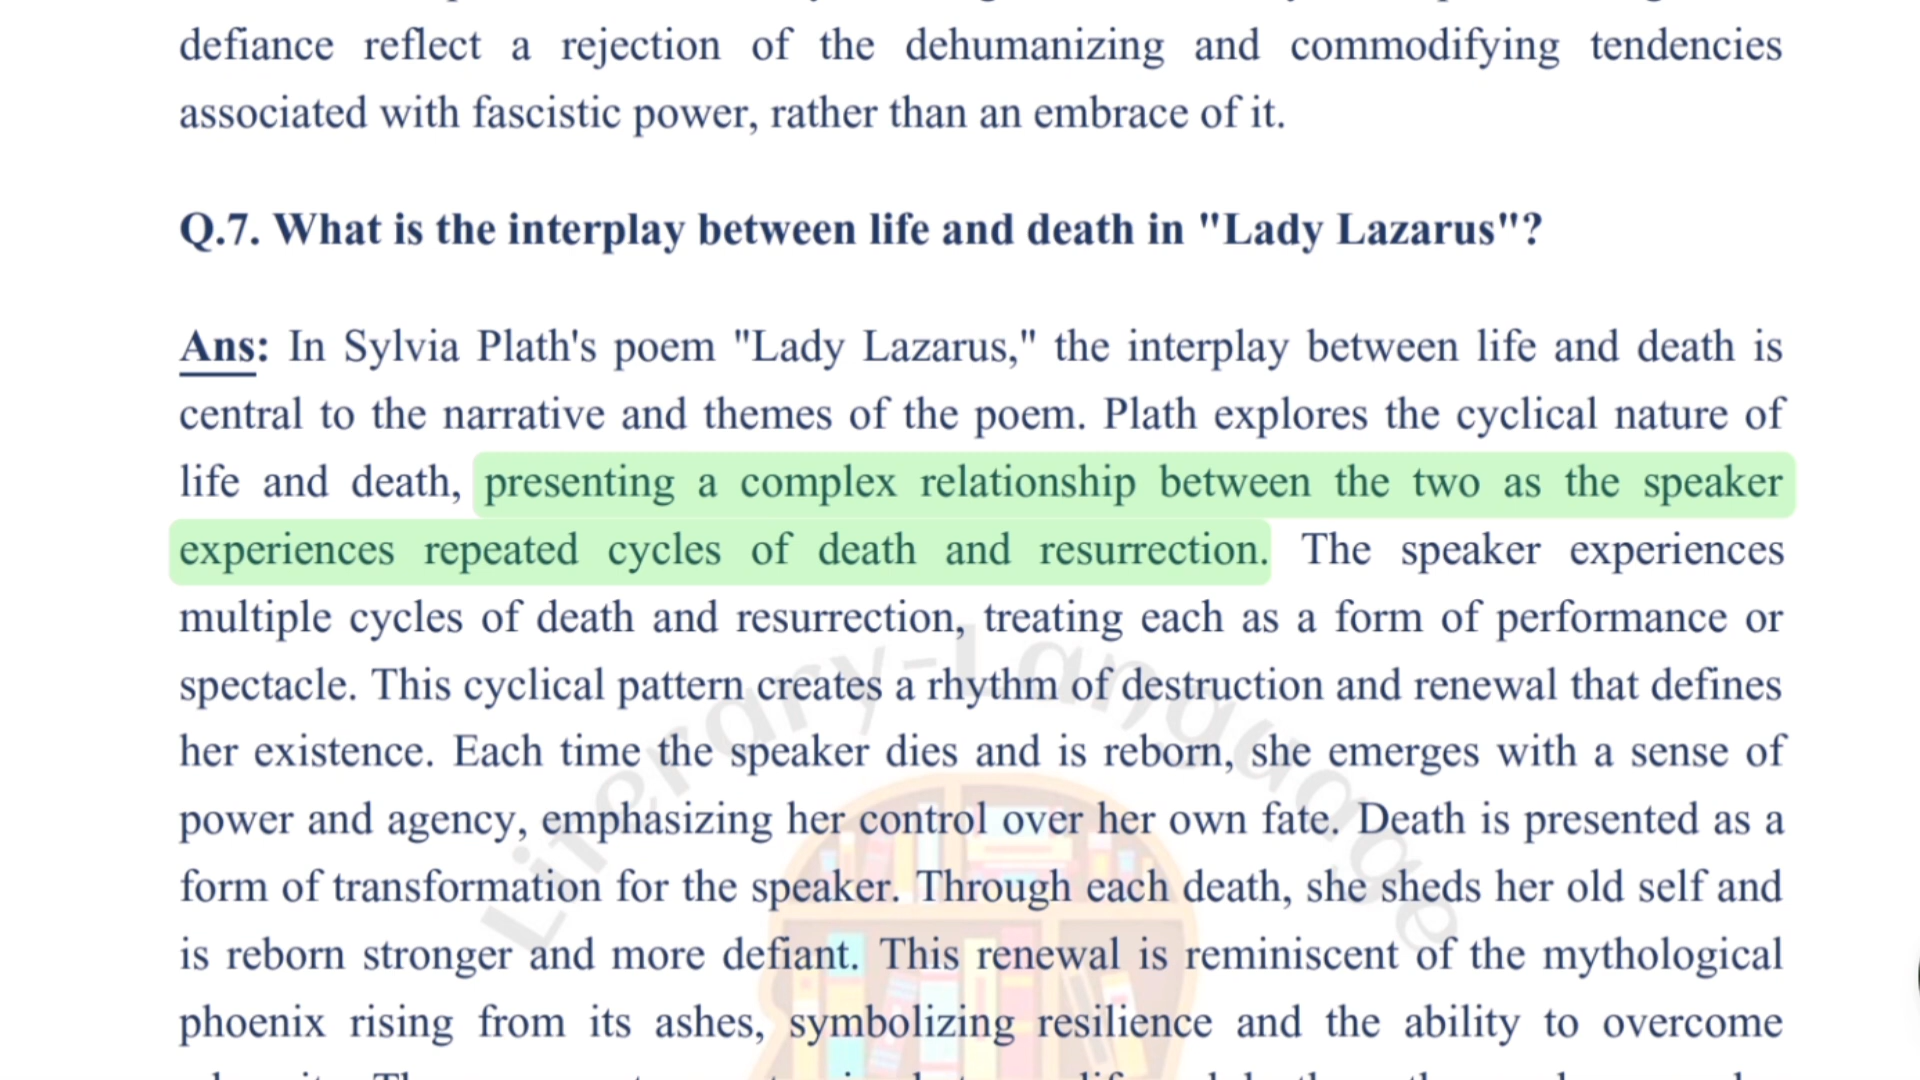 defiance reflect a rejection of the dehumanizing and commodifying tendencies
associated with fascistic power, rather than an embrace of it.
Q.7. What is the interplay between life and death in "Lady Lazarus"?
Ans: In Sylvia Plath's poem "Lady Lazarus," the interplay between life and death is
central to the narrative and themes of the poem. Plath explores the cyclical nature of
life and death, presenting a complex relationship between the two as the speaker
experiences repeated cycles of death and resurrection. The speaker experiences
multiple cycles of death and resurrection, treating each as a form of performance or
spectacle. This cyclical pattern creates a rhythm of destruction and renewal that defines
her existence. Each time the speaker dies and is reborn, she emerges with a sense of
power and agency, emphasizing her control over her own fate. Death is presented as a
form of transformation for the speaker. Through each death, she sheds her old self and
is reborn stronger and more defiant. This renewal is reminiscent of the mythological
phoenix rising from its ashes, symbolizing resilience and the ability to overcome
Literary-Language